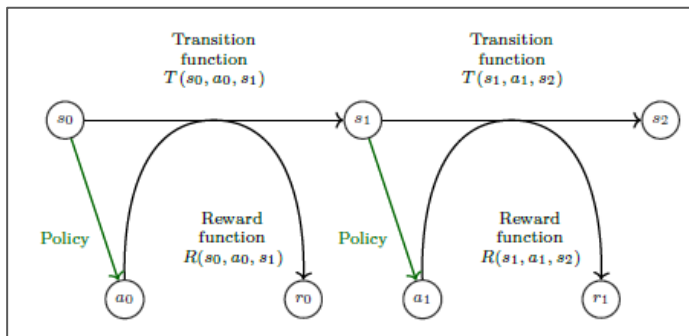 Transition
function
T(s₀, a₀, s₁)
Transition
function
T(s₁, a₁, s₂)
s₀
s₁
s₂
Policy
Reward
function
R(s₀, a₀, s₁)
Policy
Reward
function
R(s₁, a₁, s₂)
a₀
r₀
a₁
r₁